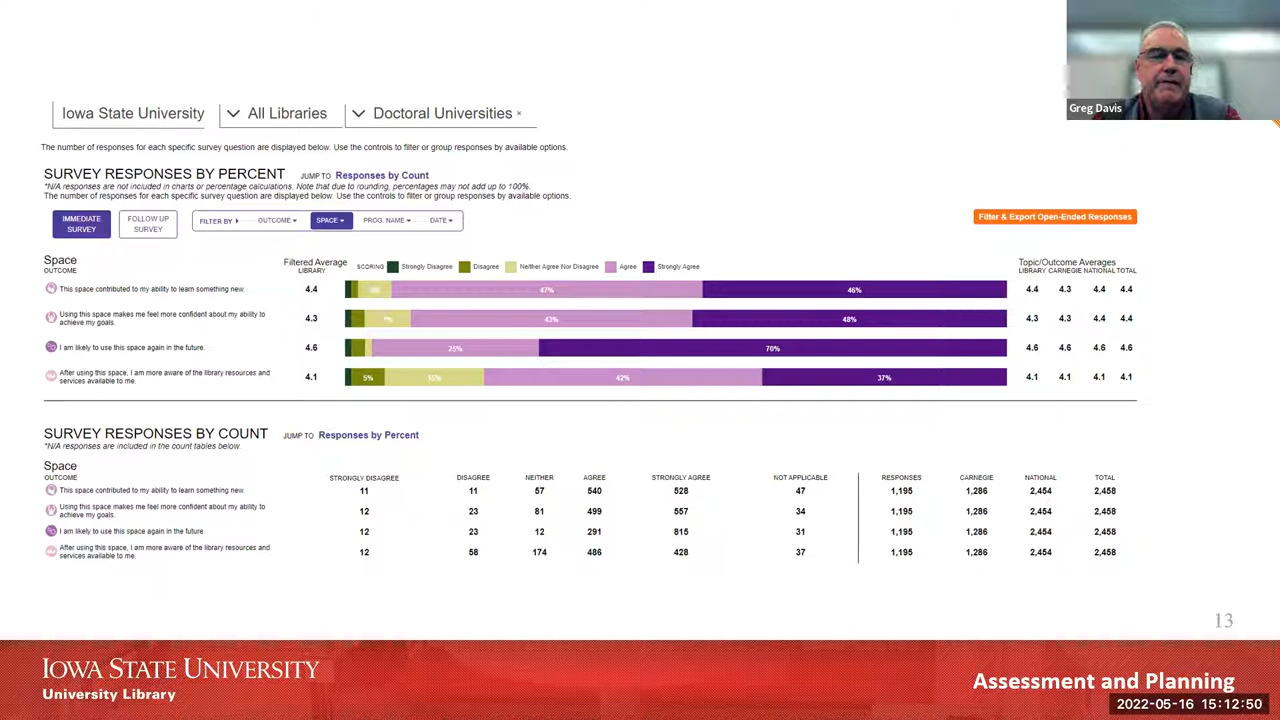 Greg Davis
Iowa State University All Libraries Doctoral Universities ×
The number of responses for each specific survey question are displayed below. Use the controls to filter or group responses by available options.
SURVEY RESPONSES BY PERCENT JUMP TO Responses by Count
*N/A responses are not included in charts or percentage calculations. Note that due to rounding, percentages may not add up to 100%.
The number of responses for each specific survey question are displayed below. Use the controls to filter or group responses by available options.
IMMEDIATE SURVEY FOLLOW UP SURVEY FILTER BY OUTCOME SPACE PROG. NAME DATE Filter & Export Open-Ended Responses
Space Filtered Average Topic/Outcome Averages
OUTCOME LIBRARY SCORING Strongly Disagree Disagree Neither Agree Nor Disagree Agree Strongly Agree LIBRARY CARNEGIE NATIONAL TOTAL
This space contributed to my ability to learn something new. 4.4 47% 46% 4.4 4.3 4.4 4.4
Using this space makes me feel more confident about my ability to
achieve my goals. 4.3 43% 48% 4.3 4.3 4.4 4.4
I am likely to use this space again in the future. 4.6 25% 70% 4.6 4.6 4.6 4.6
After using this space, I am more aware of the library resources and
services available to me. 4.1 5% 15% 42% 37% 4.1 4.1 4.1 4.1
SURVEY RESPONSES BY COUNT JUMP TO Responses by Percent
*N/A responses are included in the count tables below.
Space
OUTCOME STRONGLY DISAGREE DISAGREE NEITHER AGREE STRONGLY AGREE NOT APPLICABLE RESPONSES CARNEGIE NATIONAL TOTAL
This space contributed to my ability to learn something new. 11 11 57 540 528 47 1,195 1,286 2,454 2,458
Using this space makes me feel more confident about my ability to
achieve my goals. 12 23 81 499 557 34 1,195 1,286 2,454 2,458
I am likely to use this space again in the future. 12 23 12 291 815 31 1,195 1,286 2,454 2,458
After using this space, I am more aware of the library resources and
services available to me. 12 58 174 486 428 37 1,195 1,286 2,454 2,458
13
IOWA STATE UNIVERSITY
University Library
Assessment and Planning
2022-05-16 15:12:50